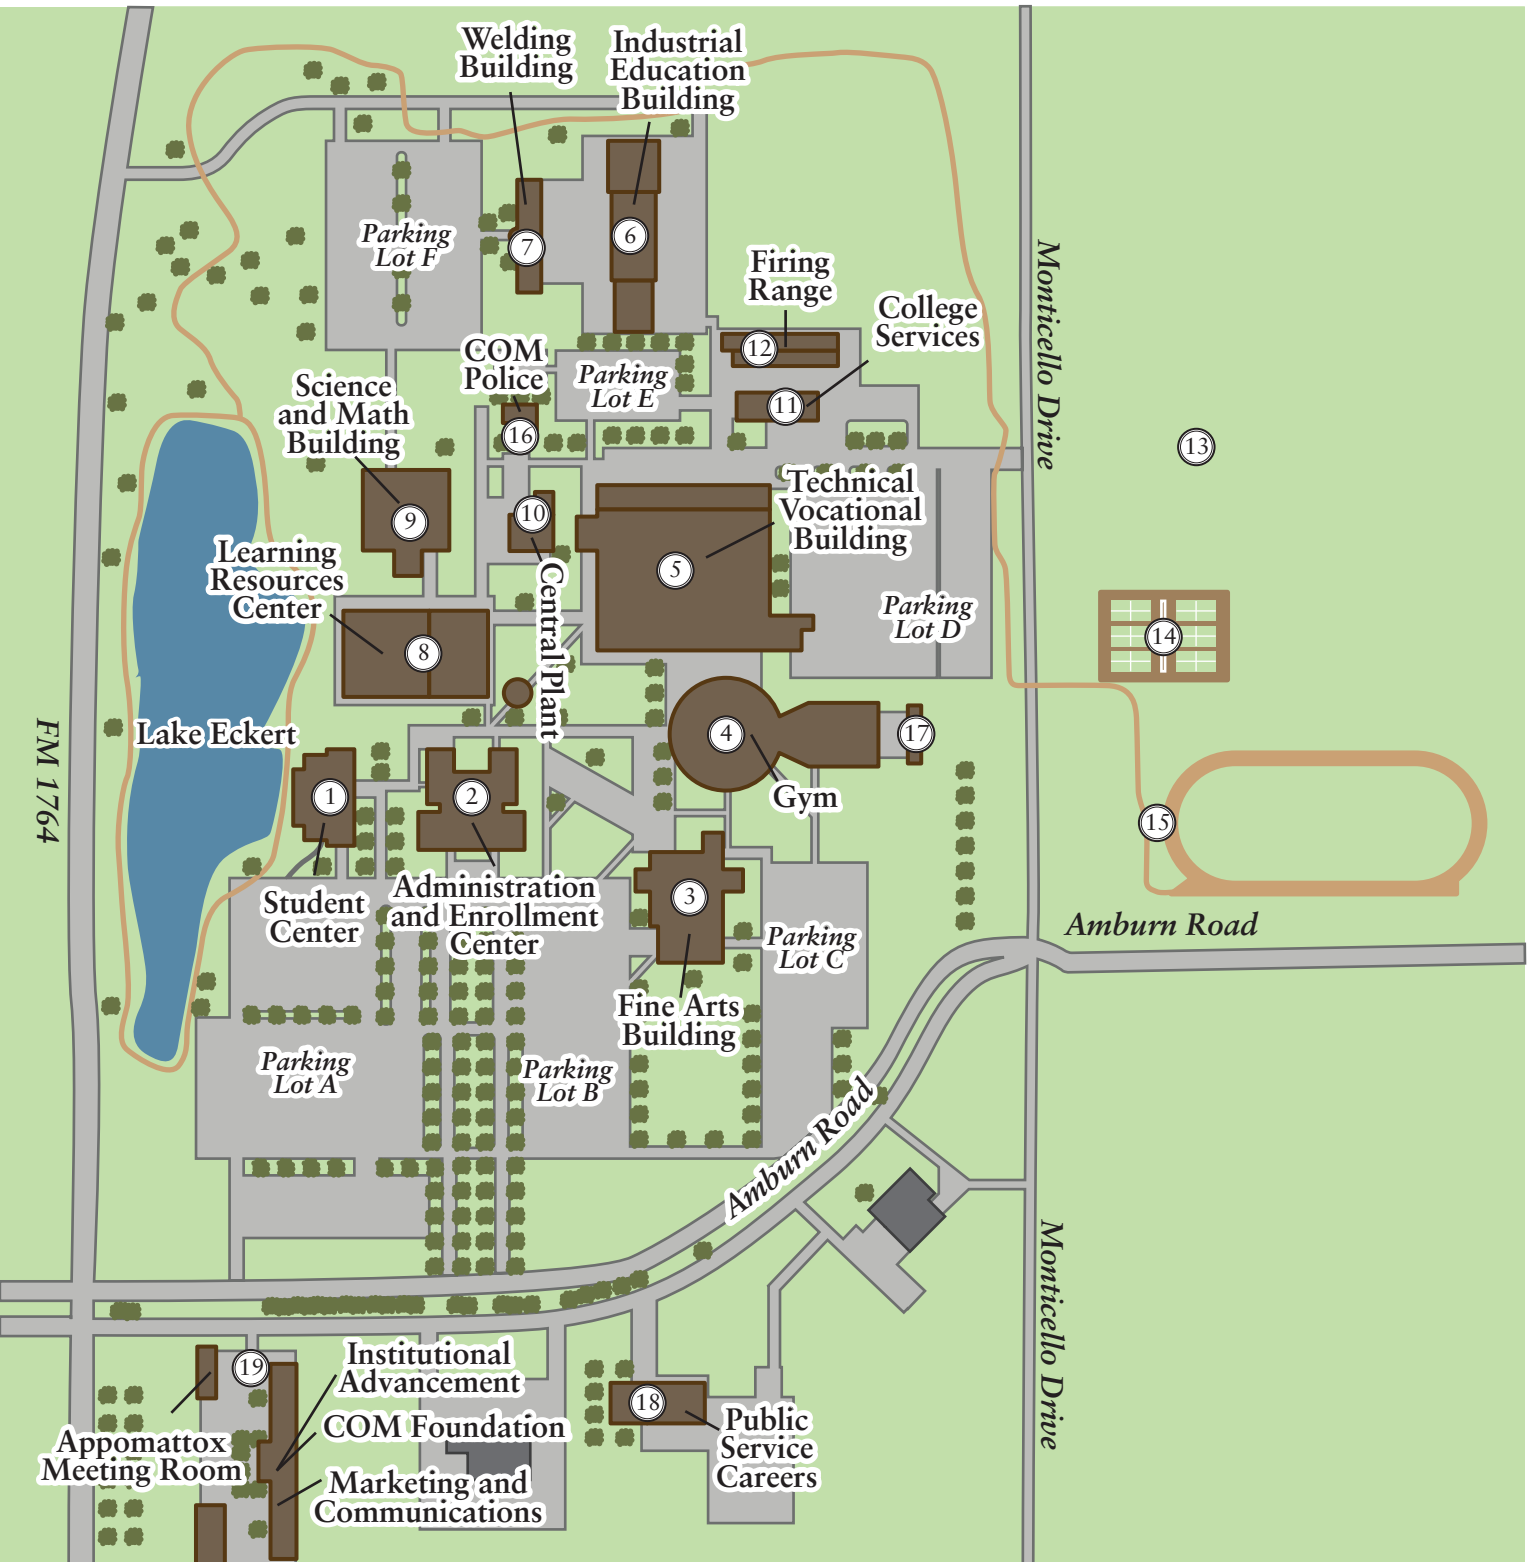 Welding
Building
Industrial
Education
Building
7
6
Parking
Lot F
Firing
Range
12
College
Services
11
Monticello Drive
13
COM
Police
16
Parking
Lot E
Science
and Math
Building
9
10
Central Plant
Technical
Vocational
Building
5
Parking
Lot D
14
Learning
Resources
Center
8
Lake Eckert
FM 1764
4
17
Gym
1
2
15
Student
Center
Administration
and Enrollment
Center
3
Fine Arts
Building
Parking
Lot C
Amburn Road
Parking
Lot A
Parking
Lot B
Amburn Road
Monticello Drive
19
Institutional
Advancement
COM Foundation
Marketing and
Communications
Appomattox
Meeting Room
18
Public
Service
Careers